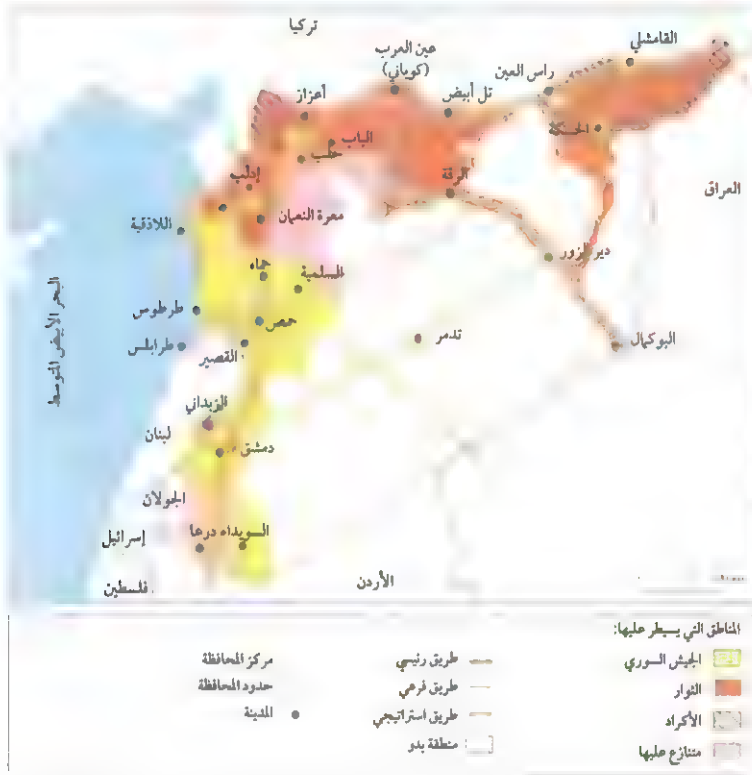 تركيا
القامشلي
عين العرب
(كوباني)
راس العين
تل أبيض
أعزاز
الباب
حلب
الحسكة
إدلب
الرقة
العراق
معرة النعمان
اللاذقية
دير الزور
حماه
السلمية
البحر الأبيض المتوسط
طرطوس
حمص
تدمر
البوكمال
طرابلس
القصير
الزبداني
لبنان
دمشق
الجولان
السويداء درعا
إسرائيل
الأردن
فلسطين
المناطق التي يسيطر عليها:
الجيش السوري
الثوار
الأكراد
متنازع عليها
طريق رئيسي
طريق فرعي
طريق استراتيجي
منطقة بدو
مركز المحافظة
حدود المحافظة
المدينة